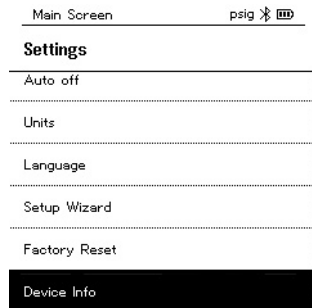 Main Screen psig
Settings
Auto off
Units
Language
Setup Wizard
Factory Reset
Device Info